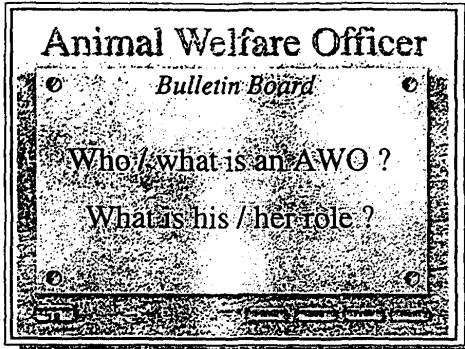 Animal Welfare Officer
Bulletin Board
Who / what is an AWO ?
What is his / her role ?